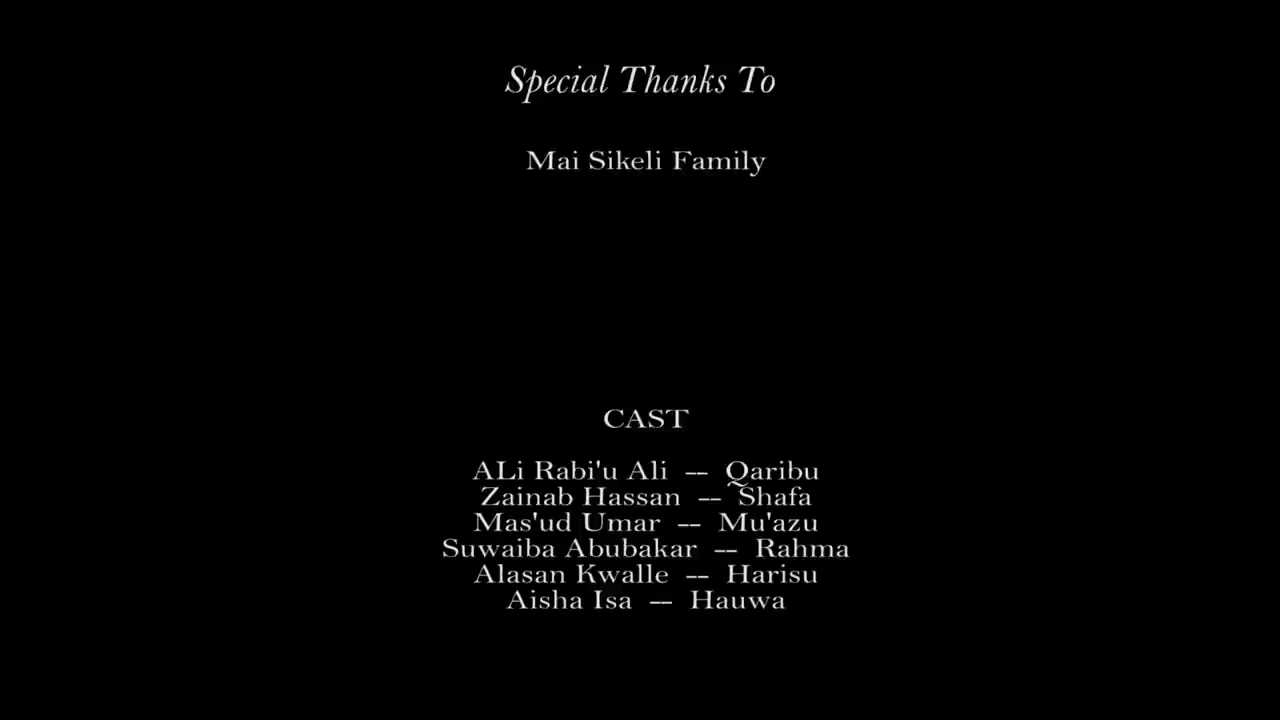 Special Thanks To
Mai Sikeli Family
CAST
ALi Rabi'u Ali -- Qaribu
Zainab Hassan -- Shafa
Mas'ud Umar -- Mu'azu
Suwaiba Abubakar -- Rahma
Alasan Kwalle -- Harisu
Aisha Isa -- Hauwa